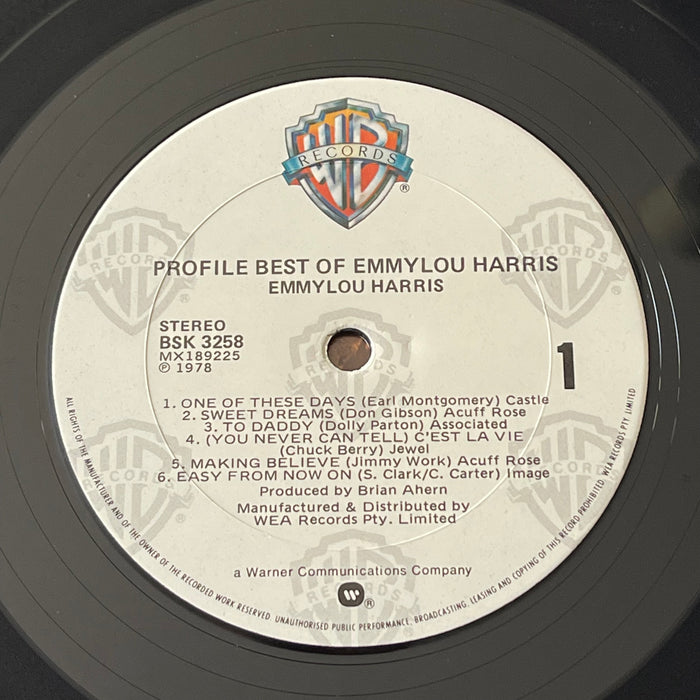 WB
RECORDS
®
PROFILE BEST OF EMMYLOU HARRIS
EMMYLOU HARRIS
STEREO
BSK 3258
MX189225
℗ 1978
1
1. ONE OF THESE DAYS (Earl Montgomery) Castle
2. SWEET DREAMS (Don Gibson) Acuff Rose
3. TO DADDY (Dolly Parton) Associated
4. (YOU NEVER CAN TELL) C'EST LA VIE
(Chuck Berry) Jewel
5. MAKING BELIEVE (Jimmy Work) Acuff Rose
6. EASY FROM NOW ON (S. Clark/C. Carter) Image
Produced by Brian Ahern
Manufactured & Distributed by
WEA Records Pty. Limited
a Warner Communications Company
®
ALL RIGHTS OF THE MANUFACTURER AND OF THE OWNER OF THE RECORDED WORK RESERVED. UNAUTHORISED PUBLIC PERFORMANCE, BROADCASTING, LEASING AND COPYING OF THIS RECORD PROHIBITED. WEA RECORDS PTY. LIMITED